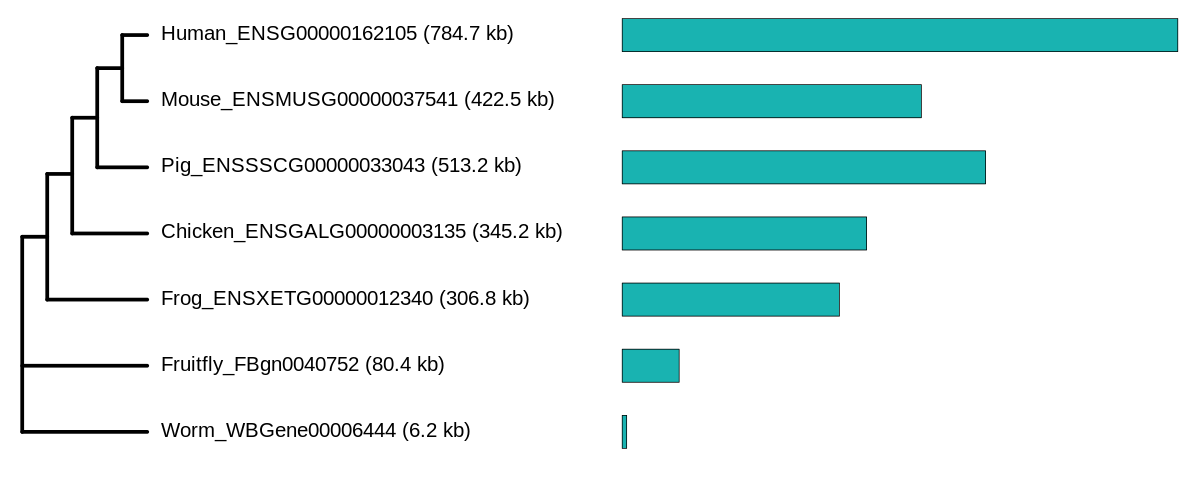 Human_ENSG00000162105 (784.7 kb)
Mouse_ENSMUSG00000037541 (422.5 kb)
Pig_ENSSSCG00000033043 (513.2 kb)
Chicken_ENSGALG00000003135 (345.2 kb)
Frog_ENSXETG00000012340 (306.8 kb)
Fruitfly_FBgn0040752 (80.4 kb)
Worm_WBGene00006444 (6.2 kb)